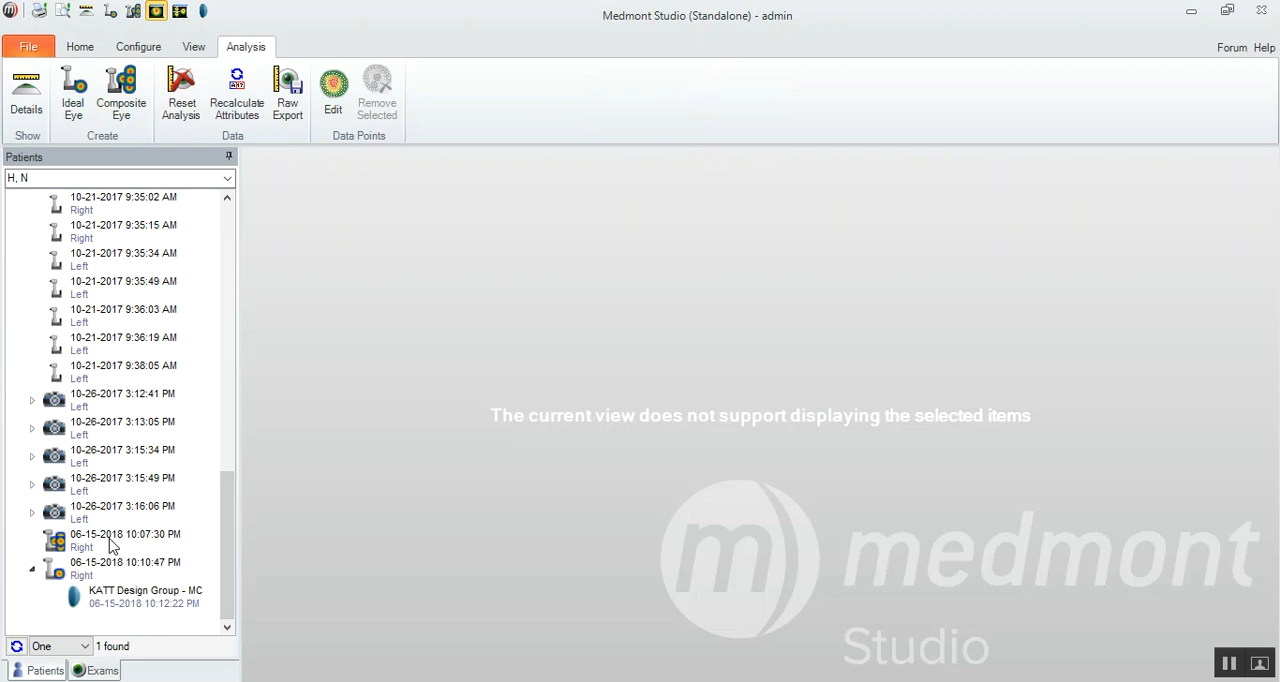 Medmont Studio (Standalone) - admin
File
Home
Configure
View
Analysis
Forum
Help
Details
Ideal Eye
Composite Eye
Reset Analysis
Recalculate Attributes
Raw Export
Edit
Remove Selected
Show
Create
Data
Data Points
Patients
H, N
10-21-2017 9:35:02 AM
Right
10-21-2017 9:35:15 AM
Right
10-21-2017 9:35:34 AM
Left
10-21-2017 9:35:49 AM
Left
10-21-2017 9:36:03 AM
Left
10-21-2017 9:36:19 AM
Left
10-21-2017 9:38:05 AM
Left
10-26-2017 3:12:41 PM
Left
10-26-2017 3:13:05 PM
Left
10-26-2017 3:15:34 PM
Left
10-26-2017 3:15:49 PM
Left
10-26-2017 3:16:06 PM
Left
06-15-2018 10:07:30 PM
Right
06-15-2018 10:10:47 PM
Right
KATT Design Group - MC
06-15-2018 10:12:22 PM
One
1 found
Patients
Exams
The current view does not support displaying the selected items
medmont
Studio